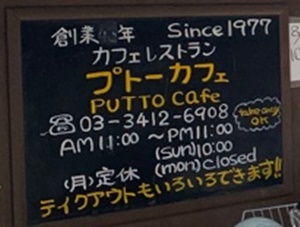 創業年 Since1977
カフェレストラン
プトーカフェ
PUTTO Cafe
☎03-3412-6908
take away OK
AM11:00 〜PM11:00
(sun)10:00
(月)定休 (mon)closed
テイクアウトもいろいろできます!!